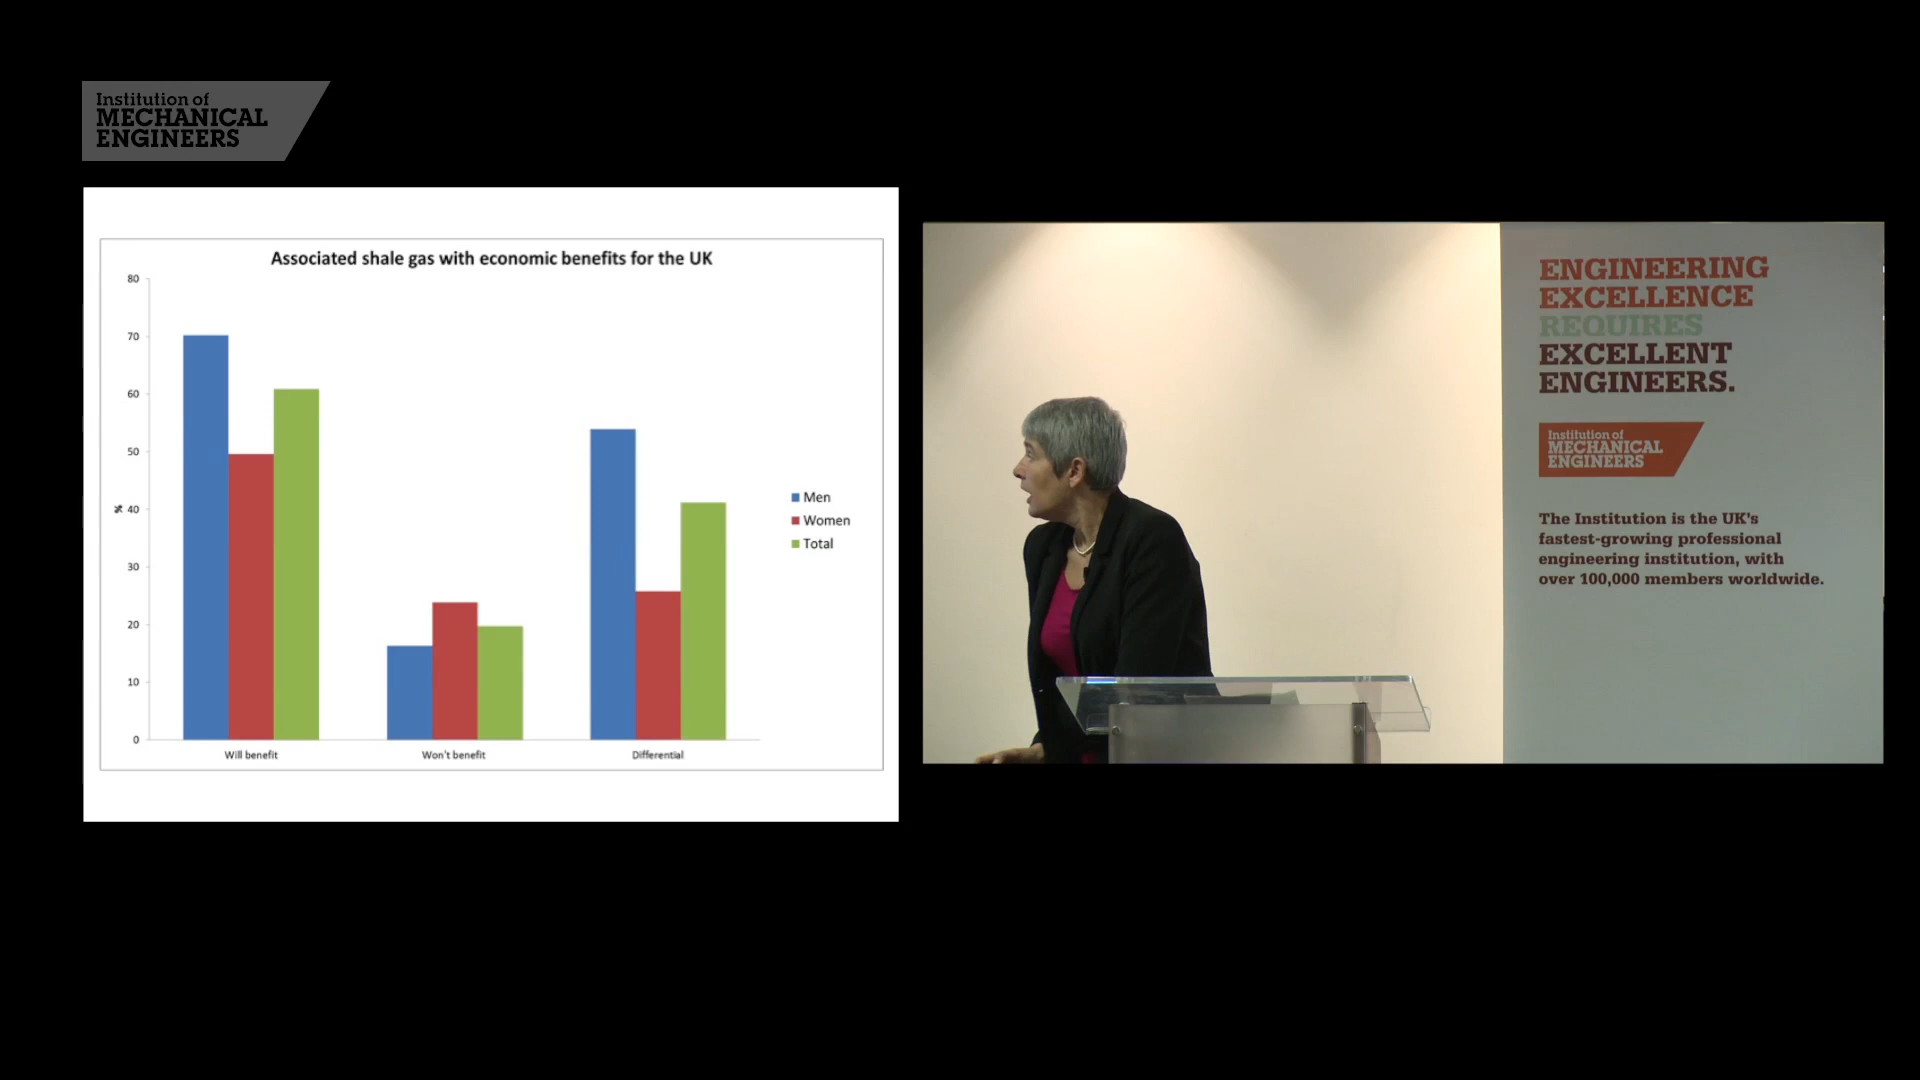 Institution of
MECHANICAL
ENGINEERS
Associated shale gas with economic benefits for the UK
80
70
60
50
40
30
20
10
0
%
Will benefit
Won't benefit
Differential
Men
Women
Total
ENGINEERING
EXCELLENCE
REQUIRES
EXCELLENT
ENGINEERS.
Institution of
MECHANICAL
ENGINEERS
The Institution is the UK's
fastest-growing professional
engineering institution, with
over 100,000 members worldwide.